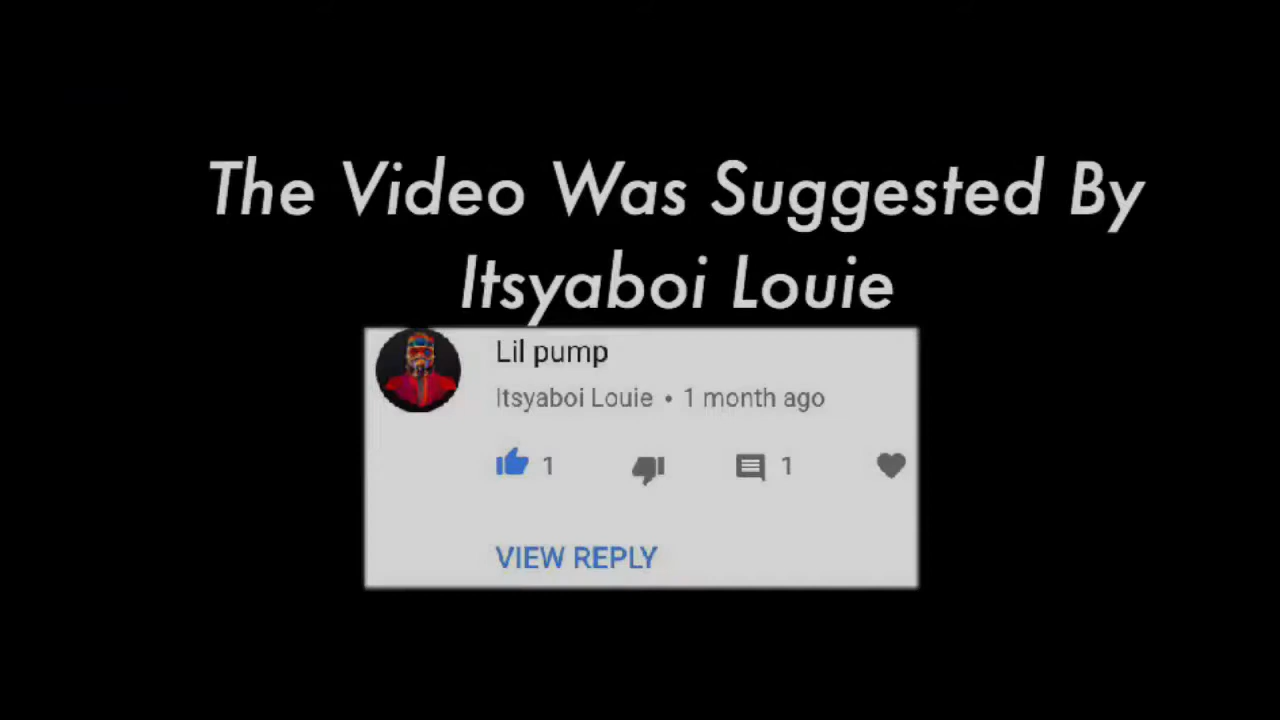 The Video Was Suggested By
Itsyaboi Louie
Lil pump
Itsyaboi Louie • 1 month ago
1 1
VIEW REPLY